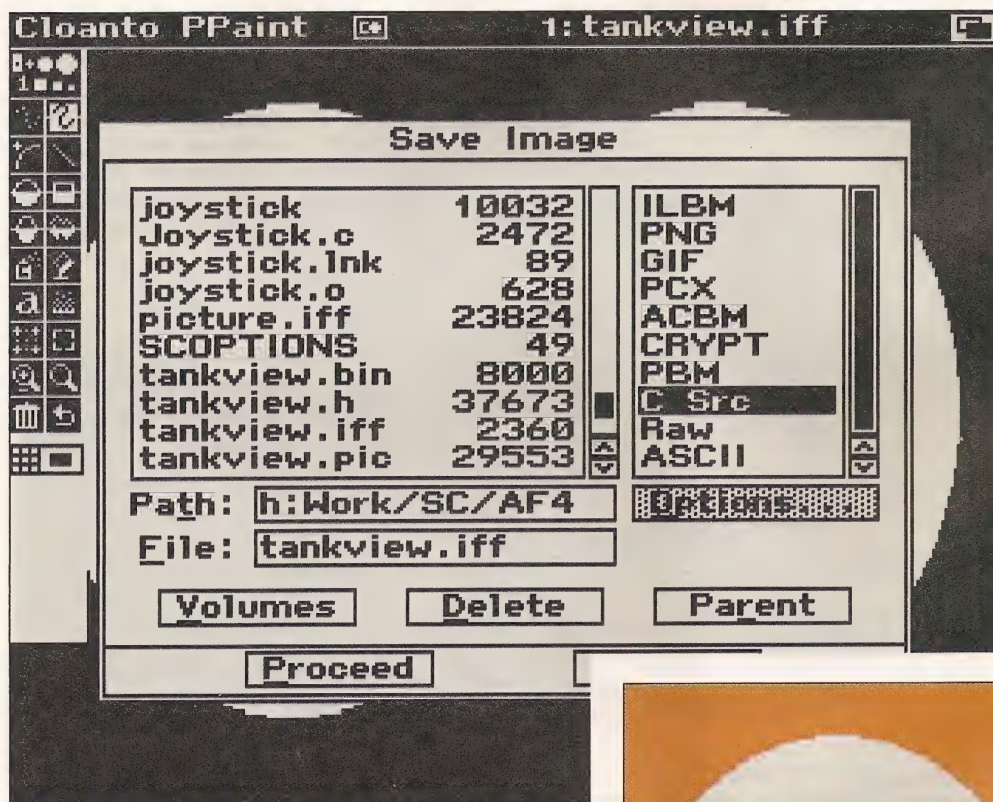 Cloanto PPaint 1:tankview.iff
1
a
Save Image
joystick 10032 ILBM
Joystick.c 2472 PNG
joystick.lnk 89 GIF
joystick.o 628 PCX
picture.iff 23824 ACBM
SCOPTIONS 49 CRYPT
tankview.bin 8000 PBM
tankview.h 37673 C Src
tankview.iff 2360 Raw
tankview.pic 29553 ASCII
Path: h:Work/SC/AF4 Options...
File: tankview.iff
Volumes Delete Parent
Proceed